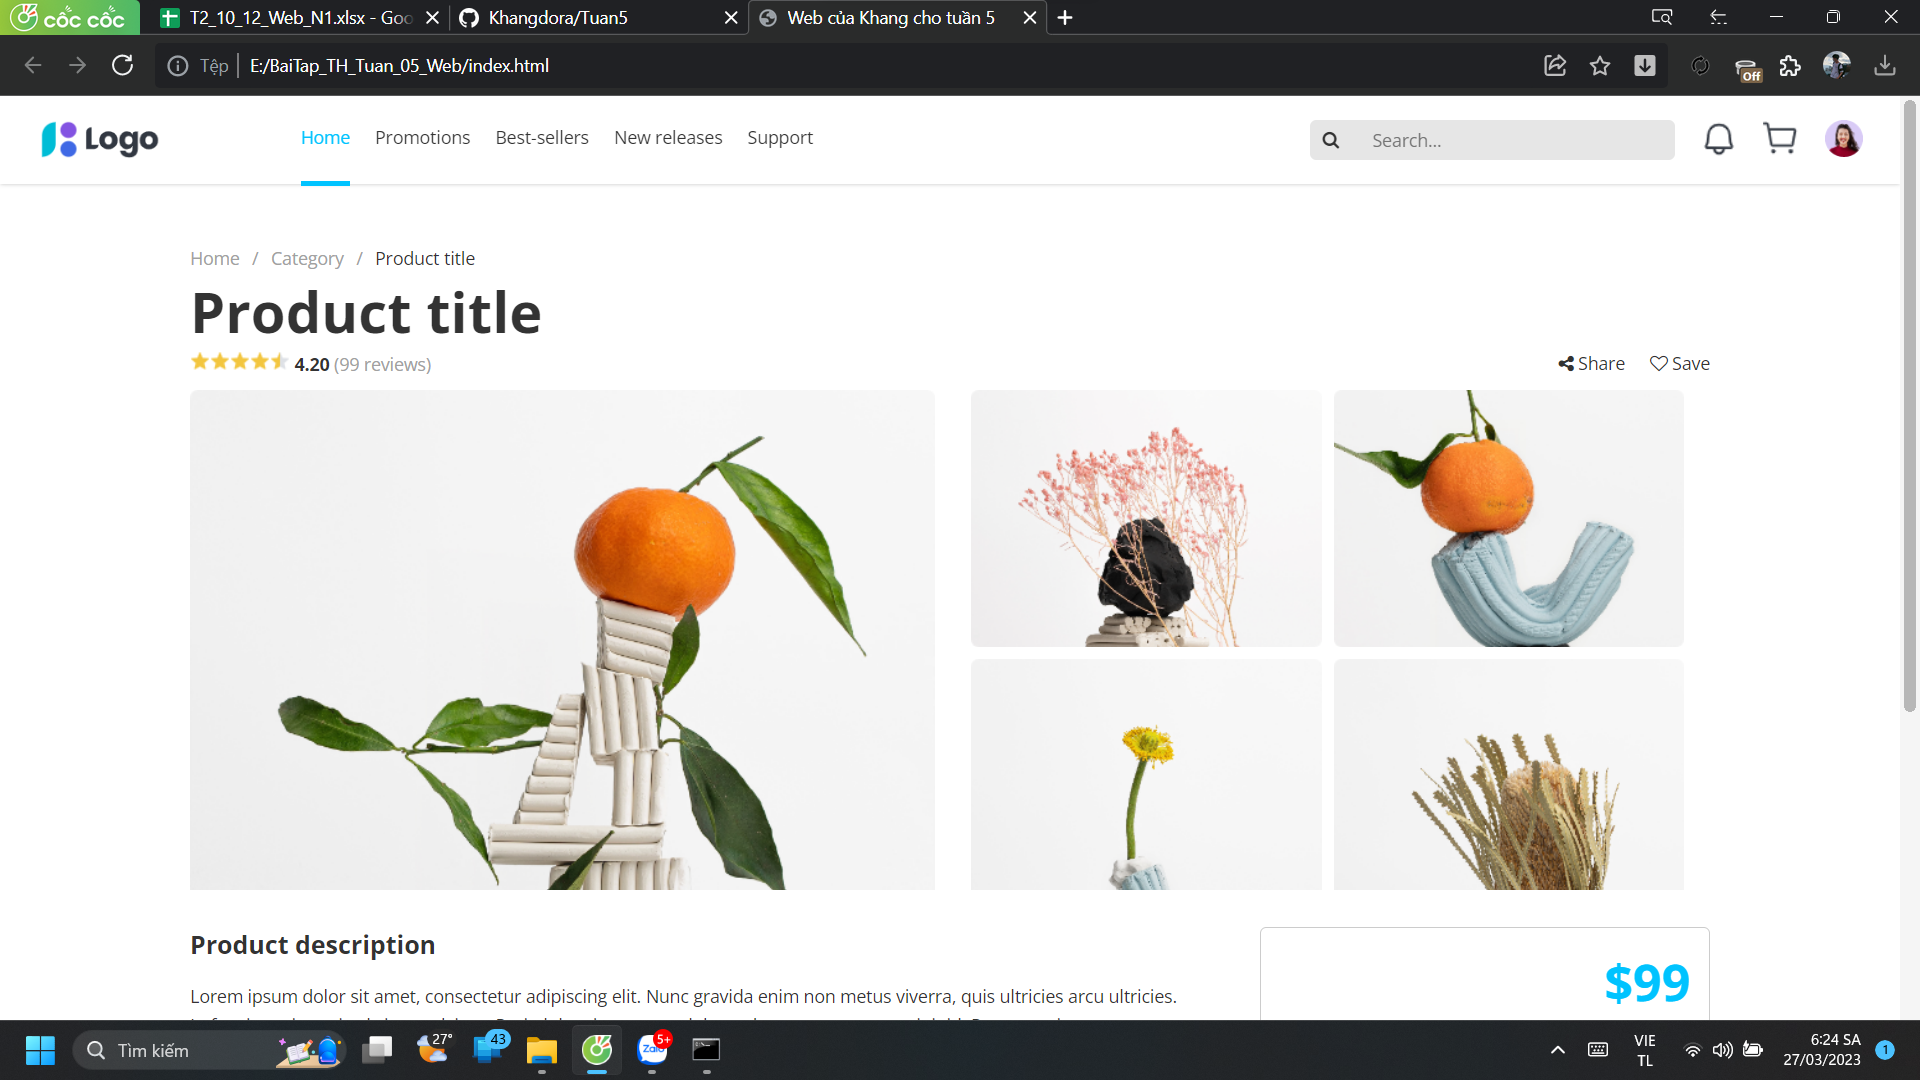 cốc cốc
T2_10_12_Web_N1.xlsx - Goo
Khangdora/Tuan5
Web của Khang cho tuần 5
Tệp
E:/BaiTap_TH_Tuan_05_Web/index.html
Off
Logo
Home
Promotions
Best-sellers
New releases
Support
Search...
Home / Category / Product title
Product title
4.20 (99 reviews)
Share
Save
Product description
$99
Lorem ipsum dolor sit amet, consectetur adipiscing elit. Nunc gravida enim non metus viverra, quis ultricies arcu ultricies.
Tìm kiếm
27°
43
Zalo
5+
VIE
TL
6:24 SA
27/03/2023
1